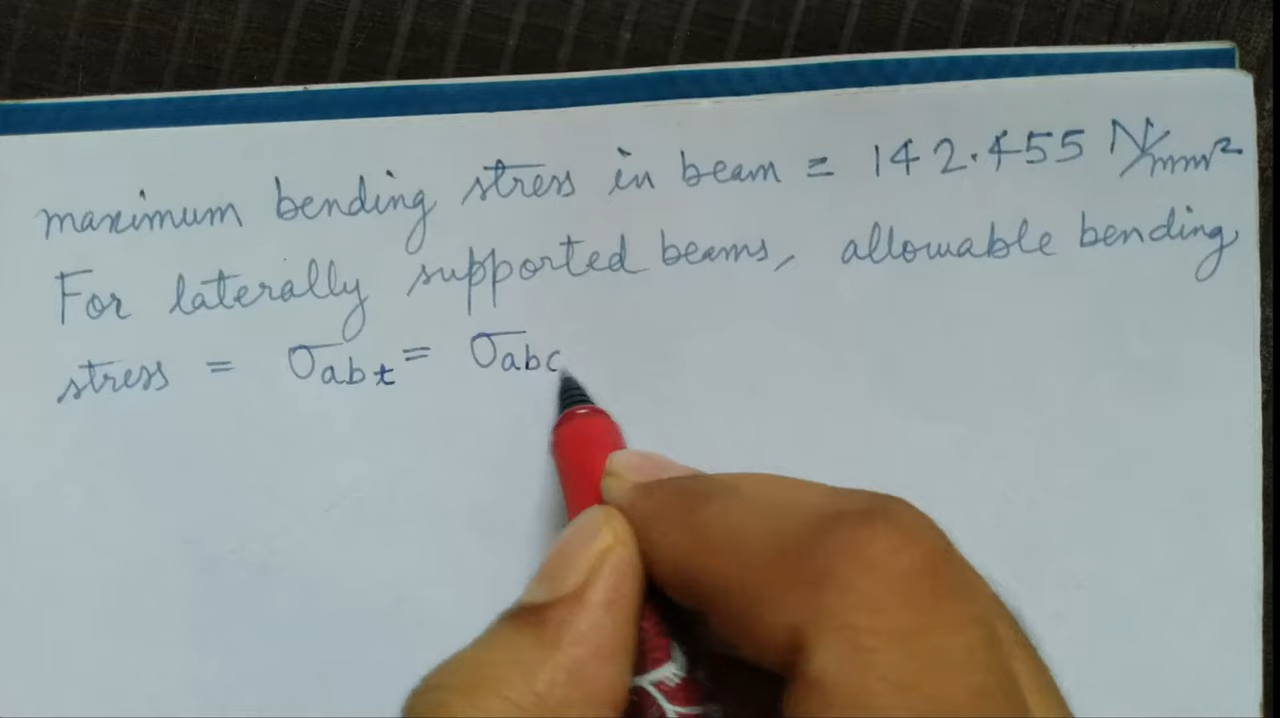 maximum bending stress in beam = 142.455 N/mm²
For laterally supported beams, allowable bending
stress = σabt = σabc